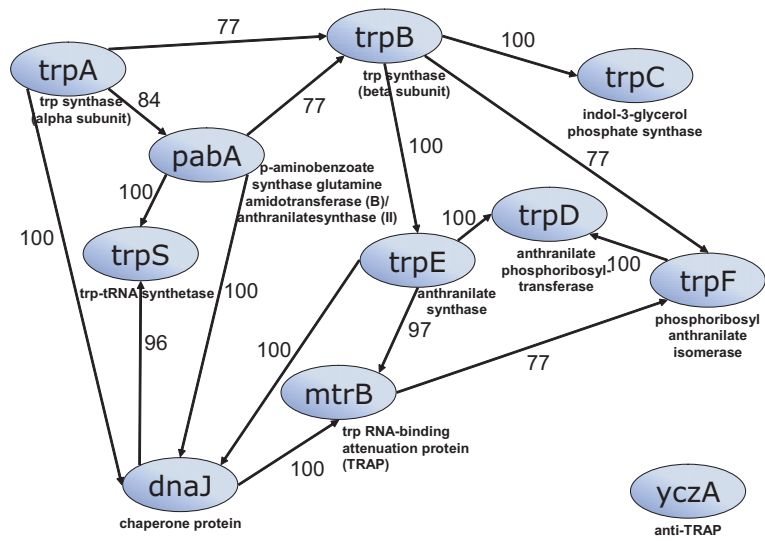 77
trpA
trpB
100
trpC
trp synthase
(alpha subunit)
84
trp synthase
(beta subunit)
indol-3-glycerol
phosphate synthase
77
pabA
100
77
p-aminobenzoate
synthase glutamine
amidotransferase (B)/
anthranilatesynthase (II)
100
trpS
trp-tRNA synthetase
100
100
trpD
anthranilate
phosphoribosyl-
transferase
100
trpE
anthranilate
synthase
trpF
phosphoribosyl
anthranilate
isomerase
100
96
100
97
77
mtrB
trp RNA-binding
attenuation protein
(TRAP)
100
dnaJ
chaperone protein
yczA
anti-TRAP